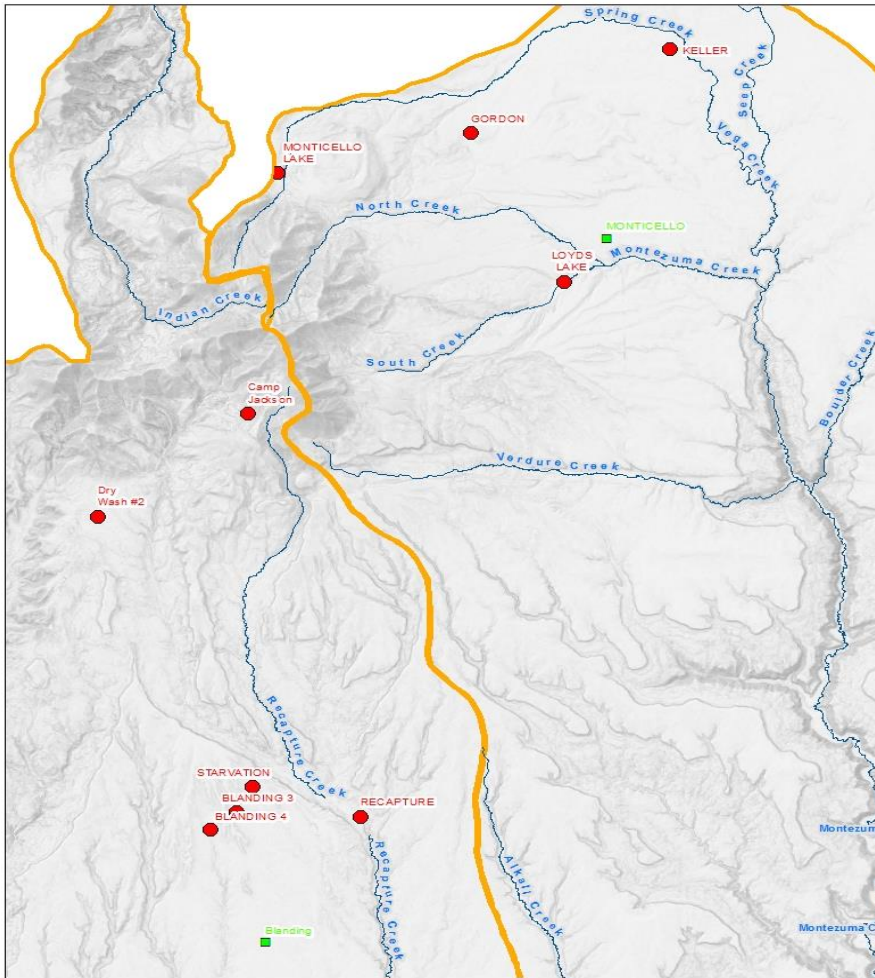 Spring Creek
KELLER
Seep Creek
GORDON
Vega Creek
MONTICELLO
LAKE
North Creek
MONTICELLO
LOYDS
LAKE
Montezuma Creek
Indian Creek
South Creek
Boulder Creek
Camp
Jackson
Verdure Creek
Dry
Wash #2
Recapture Creek
STARVATION
BLANDING 3
RECAPTURE
BLANDING 4
Montezum
Recapture Creek
Alkali Creek
Blanding
Montezuma C